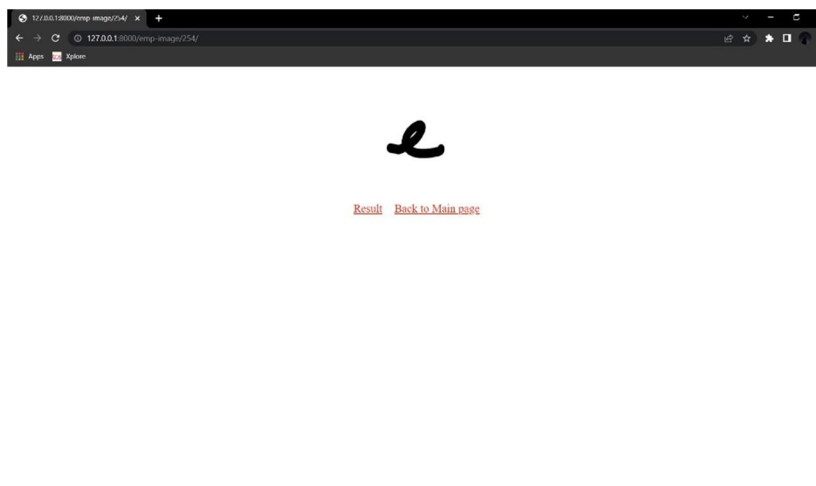 127.0.0.1:8000/emp-image/254/
127.0.0.1:8000/emp-image/254/
Apps Xplore
e
Result Back to Main page